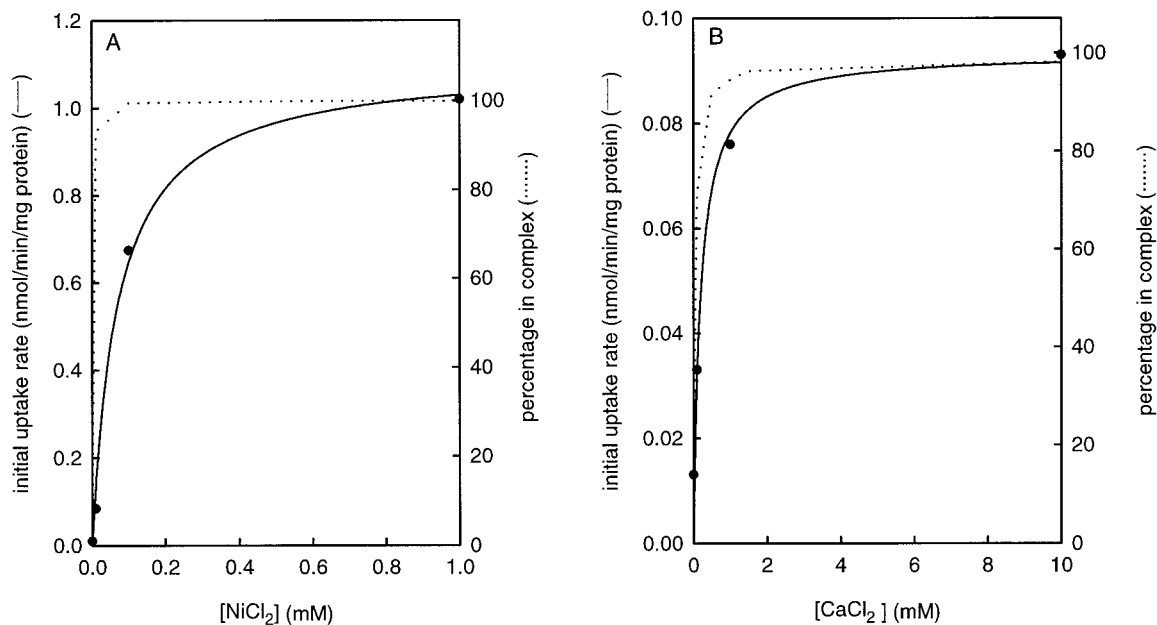 A
1.2
1.0
0.8
0.6
0.4
0.2
0.0
initial uptake rate (nmol/min/mg protein) (——)
100
80
60
40
20
0
percentage in complex (.......)
0.0 0.2 0.4 0.6 0.8 1.0
[NiCl2] (mM)
B
0.10
0.08
0.06
0.04
0.02
0.00
initial uptake rate (nmol/min/mg protein) (——)
100
80
60
40
20
0
percentage in complex (.......)
0 2 4 6 8 10
[CaCl2] (mM)